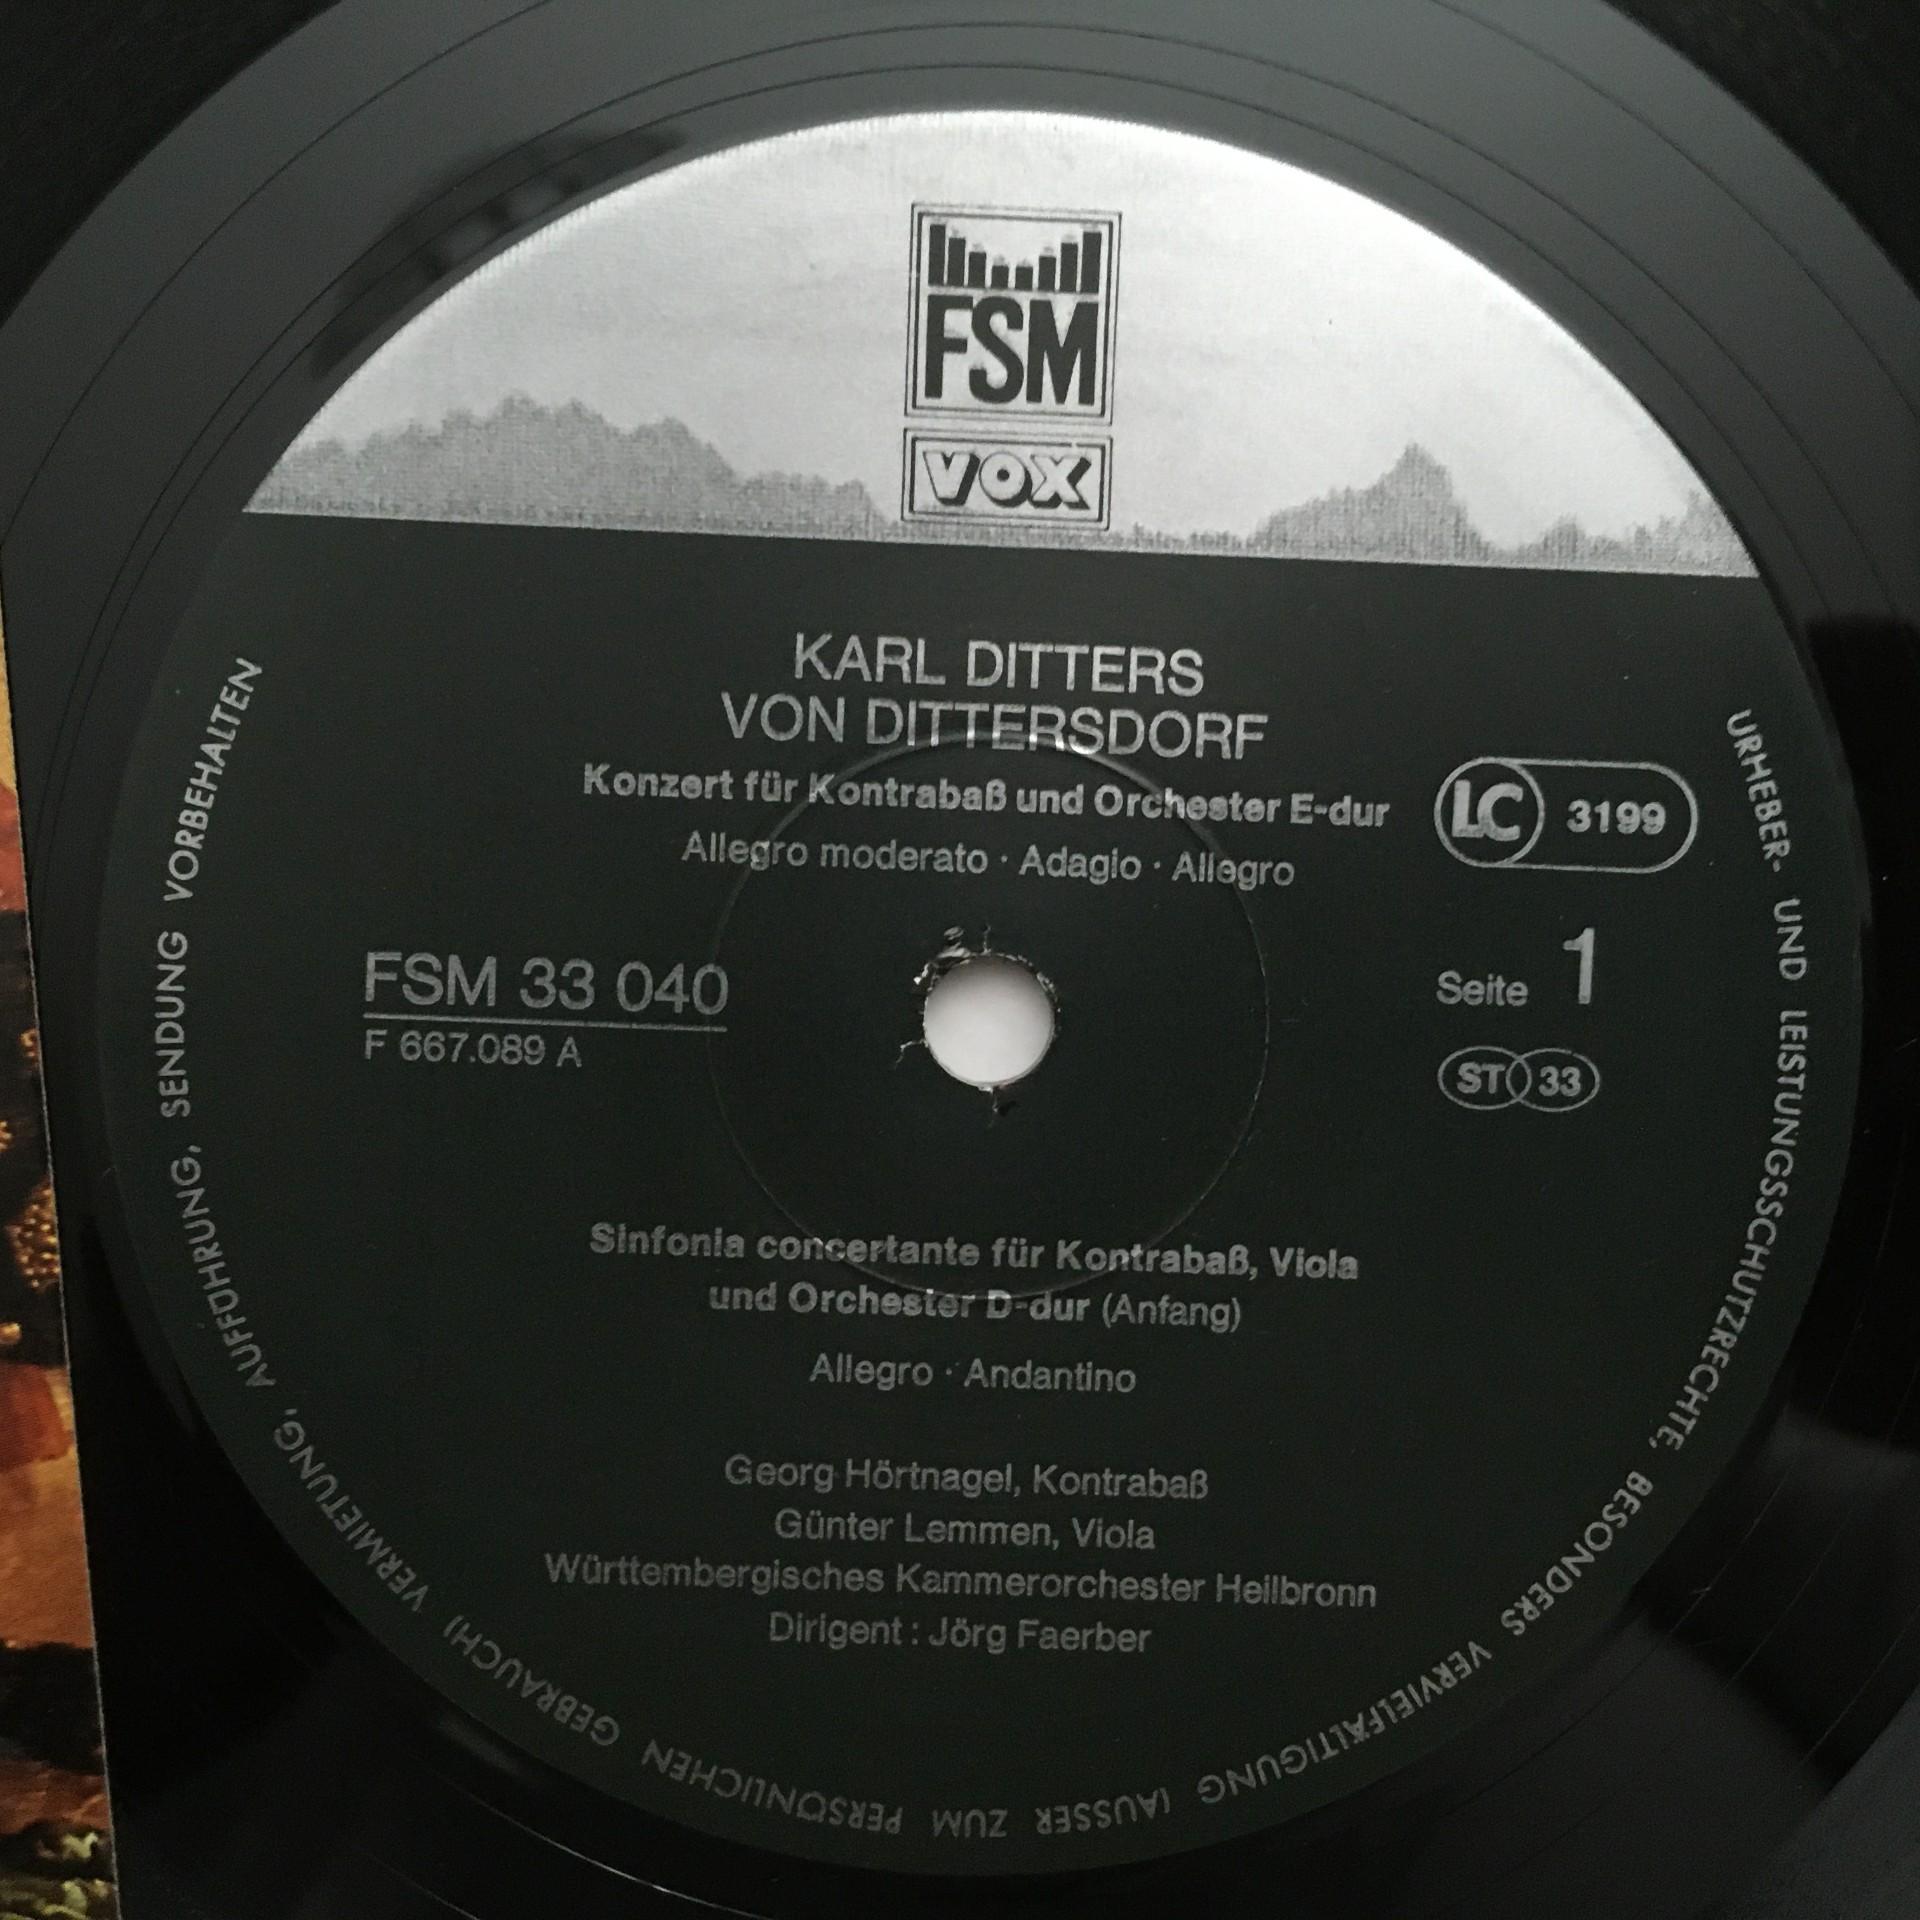 FSM
VOX
KARL DITTERS
VON DITTERSDORF
Konzert für Kontrabaß und Orchester E-dur
Allegro moderato · Adagio · Allegro
LC 3199
FSM 33 040
F 667.089 A
Seite 1
ST 33
Sinfonia concertante für Kontrabaß, Viola
und Orchester D-dur (Anfang)
Allegro · Andantino
Georg Hörtnagel, Kontrabaß
Günter Lemmen, Viola
Württembergisches Kammerorchester Heilbronn
Dirigent: Jörg Faerber
URHEBER- UND LEISTUNGSSCHUTZRECHTE, BESONDERS VERVIELFÄLTIGUNG (AUSSER ZUM PERSÖNLICHEN GEBRAUCH) VERMIETUNG, AUFFÜHRUNG, SENDUNG VORBEHALTEN